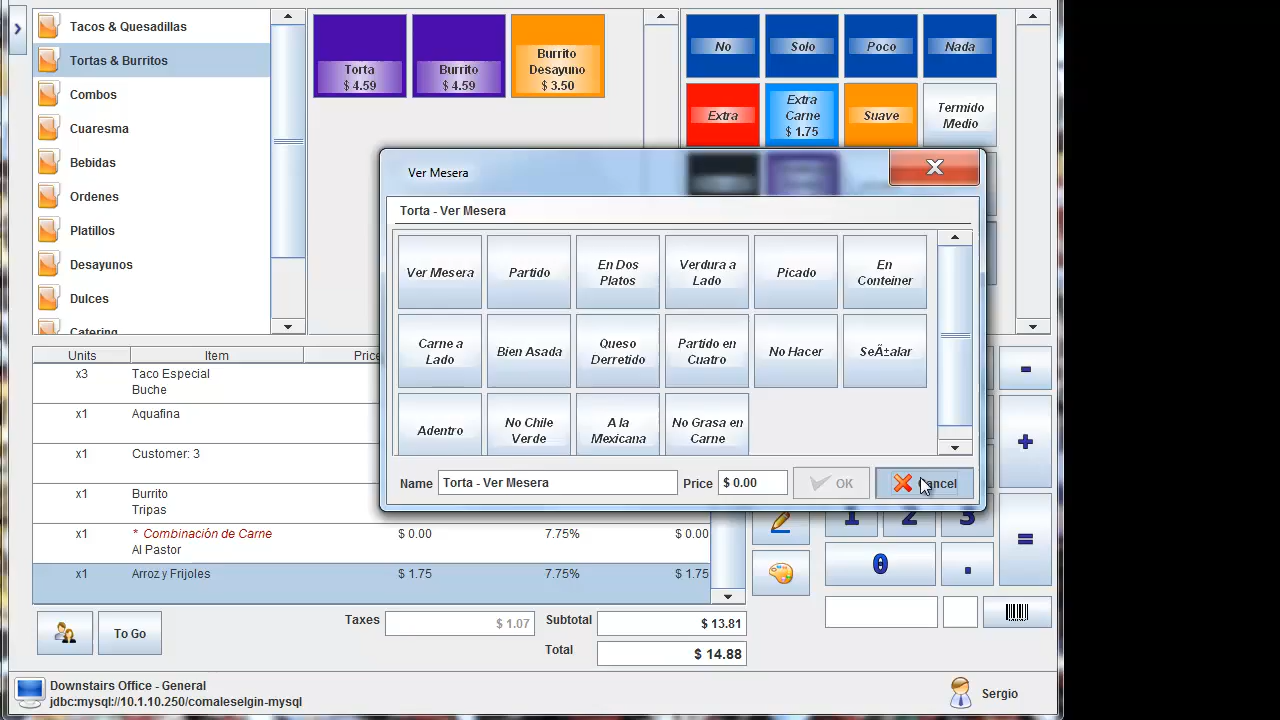 Tacos & Quesadillas
Tortas & Burritos
Combos
Cuaresma
Bebidas
Ordenes
Platillos
Desayunos
Dulces
Catering
Torta
$ 4.59
Burrito
$ 4.59
Burrito
Desayuno
$ 3.50
No
Solo
Poco
Nada
Extra
Extra
Carne
$ 1.75
Suave
Termido
Medio
Ver Mesera
Torta - Ver Mesera
Ver Mesera
Partido
En Dos
Platos
Verdura a
Lado
Picado
En
Conteiner
Carne a
Lado
Bien Asada
Queso
Derretido
Partido en
Cuatro
No Hacer
SeÃ±alar
Adentro
No Chile
Verde
A la
Mexicana
No Grasa en
Carne
Name
Torta - Ver Mesera
Price
$ 0.00
OK
Cancel
Units Item Price
x3 Taco Especial
Buche
x1 Aquafina
x1 Customer: 3
x1 Burrito
Tripas
x1 * Combinación de Carne $ 0.00 7.75% $ 0.00
Al Pastor
x1 Arroz y Frijoles $ 1.75 7.75% $ 1.75
-
+
1 2 3
=
0 .
To Go
Taxes $ 1.07 Subtotal $ 13.81
Total $ 14.88
Downstairs Office - General
jdbc:mysql://10.1.10.250/comaleselgin-mysql
Sergio